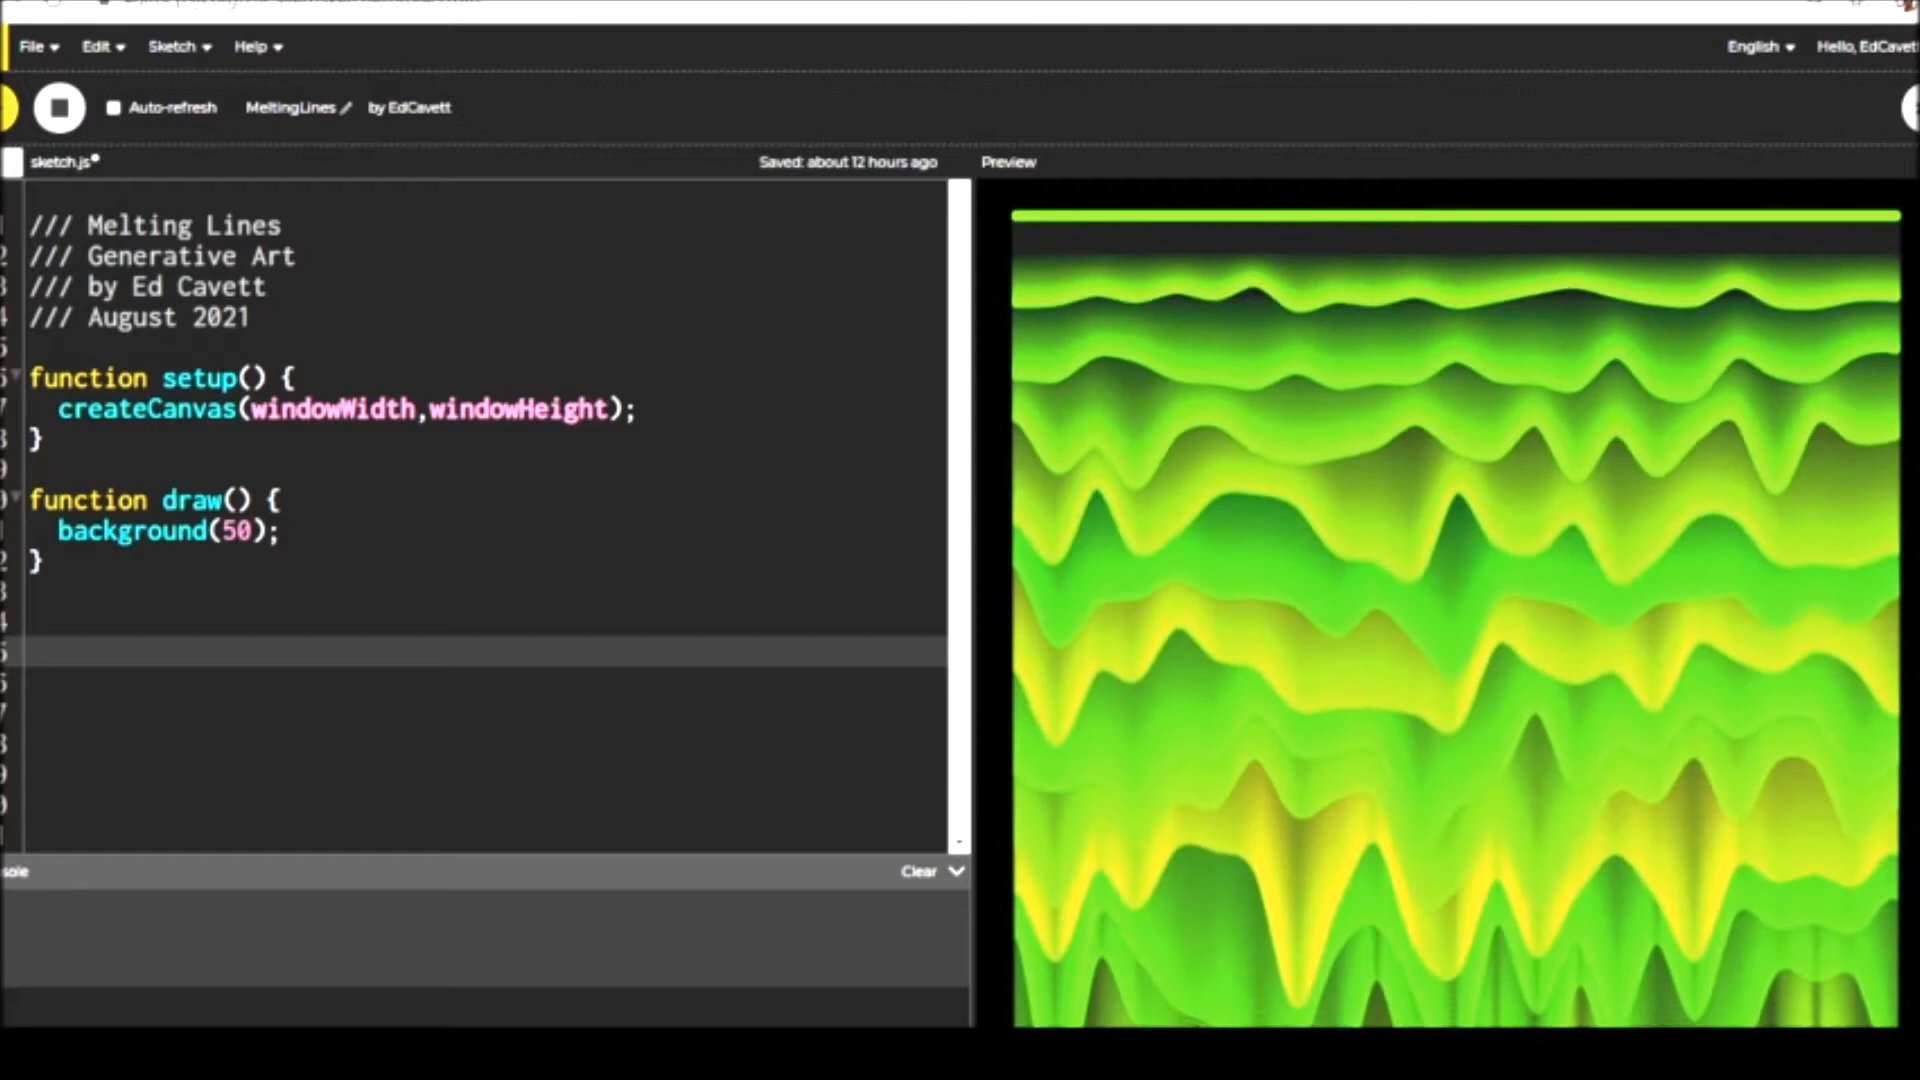 File Edit Sketch Help English Hello, EdCavett
Auto-refresh MeltingLines by EdCavett
sketch.js Saved: about 12 hours ago Preview
/// Melting Lines
/// Generative Art
/// by Ed Cavett
/// August 2021
function setup() {
createCanvas(windowWidth,windowHeight);
}
function draw() {
background(50);
}
Clear